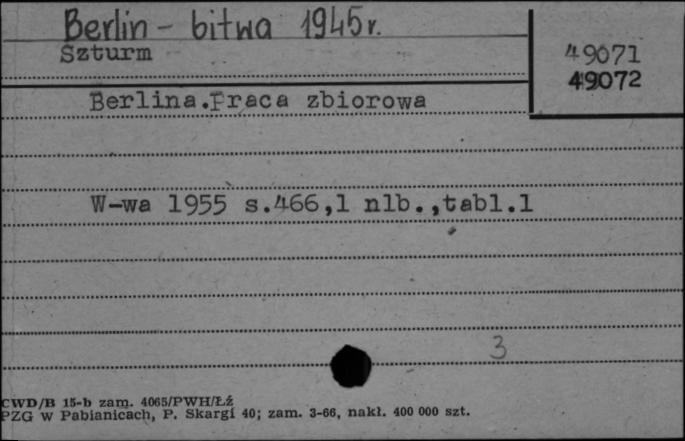 Berlin - bitwa 1945 r.
Szturm
49071
49072
Berlina.Praca zbiorowa
W-wa 1955 s.466,1 nlb.,tabl.1
3
CWD/B 15-b zam. 4065/PWH/Łź
PZG w Pabianicach, P. Skargi 40; zam. 3-66, nakł. 400 000 szt.